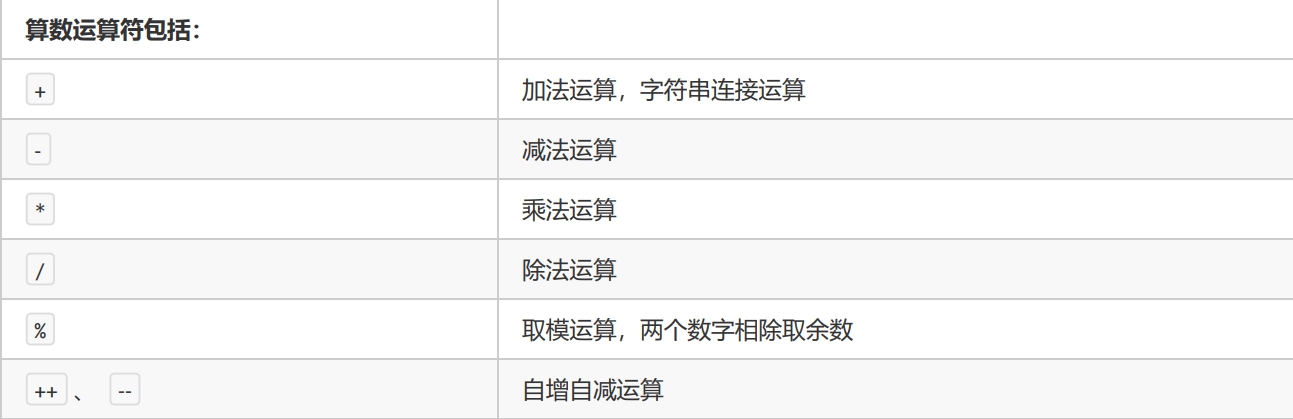 算数运算符包括：
+ 加法运算，字符串连接运算
- 减法运算
* 乘法运算
/ 除法运算
% 取模运算，两个数字相除取余数
++ 、 -- 自增自减运算